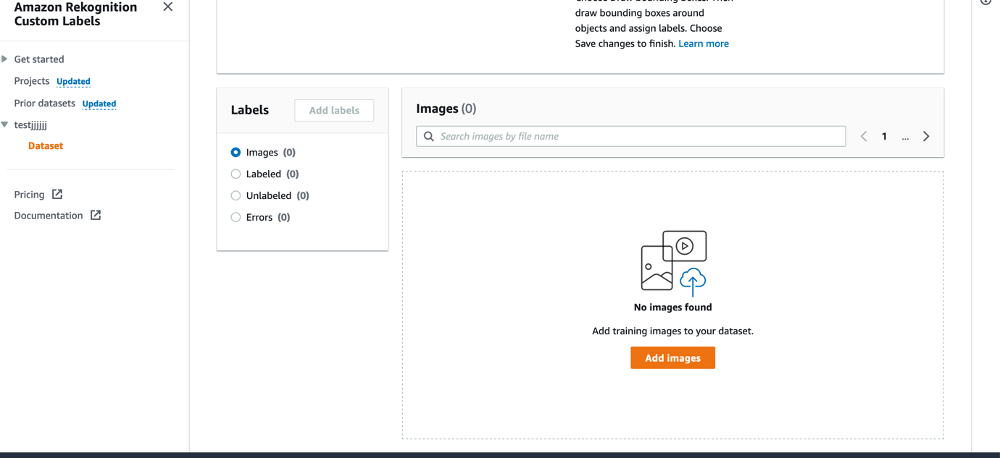 Amazon Rekognition
Custom Labels
Get started
Projects Updated
Prior datasets Updated
testjjjjjj
Dataset
Pricing
Documentation
draw bounding boxes around
objects and assign labels. Choose
Save changes to finish. Learn more
Labels Add labels
Images (0)
Labeled (0)
Unlabeled (0)
Errors (0)
Images (0)
Search images by file name
1 ...
No images found
Add training images to your dataset.
Add images